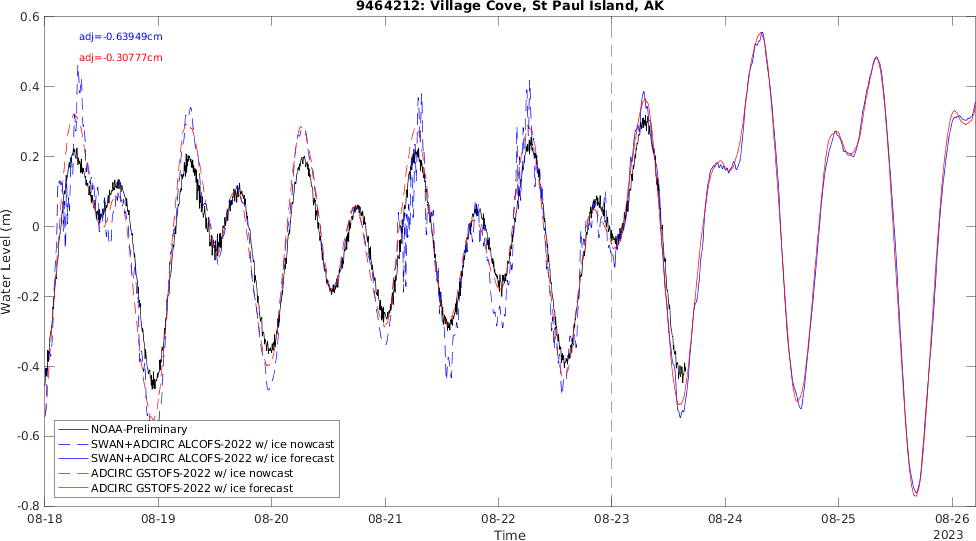 9464212: Village Cove, St Paul Island, AK
0.6
adj=-0.63949cm
adj=-0.30777cm
0.4
0.2
0
-0.2
-0.4
-0.6
-0.8
Water Level (m)
NOAA-Preliminary
SWAN+ADCIRC ALCOFS-2022 w/ ice nowcast
SWAN+ADCIRC ALCOFS-2022 w/ ice forecast
ADCIRC GSTOFS-2022 w/ ice nowcast
ADCIRC GSTOFS-2022 w/ ice forecast
08-18 08-19 08-20 08-21 08-22 08-23 08-24 08-25 08-26
Time 2023